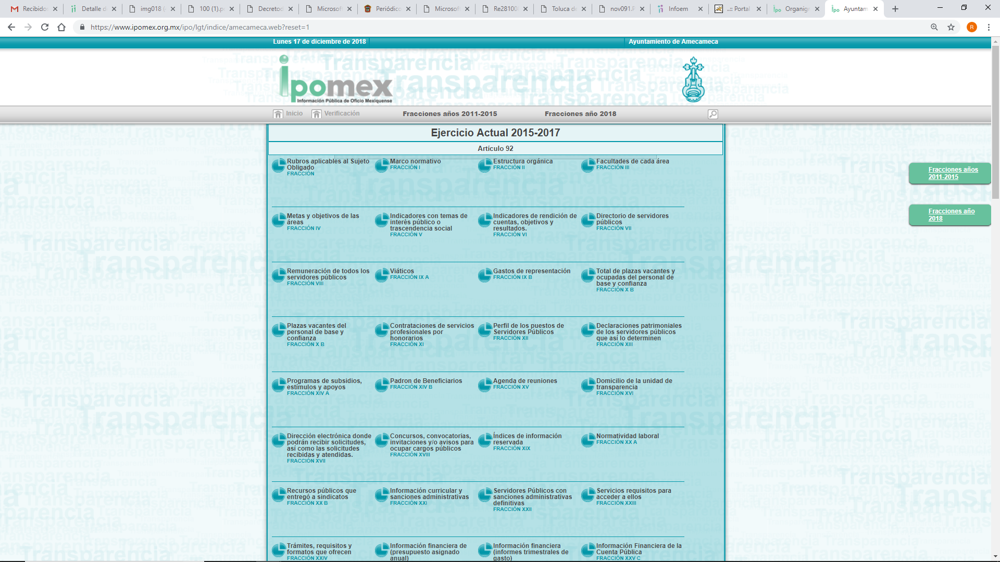 Recibidos
Detalle d
img018 (
100 (1).p
Decretod
Microsof
Periódico
Microsof
Re28100
Toluca de
nov091.P
Infoem
..:: Portal
Organigr
Ayuntam
https://www.ipomex.org.mx/ipo/lgt/indice/amecameca.web?reset=1
R
Lunes 17 de diciembre de 2018
Ayuntamiento de Amecameca
ipomex
Información Pública de Oficio Mexiquense
Inicio
Verificación
Fracciones años 2011-2015
Fracciones año 2018
Ejercicio Actual 2015-2017
Artículo 92
Rubros aplicables al Sujeto
Obligado
FRACCIÓN
Marco normativo
FRACCIÓN I
Estructura orgánica
FRACCIÓN II
Facultades de cada área
FRACCIÓN III
Fracciones años
2011-2015
Fracciones año
2018
Metas y objetivos de las
áreas
FRACCIÓN IV
Indicadores con temas de
interés público o
trascendencia social
FRACCIÓN V
Indicadores de rendición de
cuentas, objetivos y
resultados.
FRACCIÓN VI
Directorio de servidores
públicos
FRACCIÓN VII
Remuneración de todos los
servidores públicos
FRACCIÓN VIII
Viáticos
FRACCIÓN IX A
Gastos de representación
FRACCIÓN IX B
Total de plazas vacantes y
ocupadas del personal de
base y confianza
FRACCIÓN X B
Plazas vacantes del
personal de base y
confianza
FRACCIÓN X B
Contrataciones de servicios
profesionales por
honorarios
FRACCIÓN XI
Perfil de los puestos de
Servidores Públicos
FRACCIÓN XII
Declaraciones patrimoniales
de los servidores públicos
que así lo determinen
FRACCIÓN XIII
Programas de subsidios,
estímulos y apoyos
FRACCIÓN XIV A
Padron de Beneficiarios
FRACCIÓN XIV B
Agenda de reuniones
FRACCIÓN XV
Domicilio de la unidad de
transparencia
FRACCIÓN XVI
Dirección electrónica donde
podrán recibir solicitudes,
así como las solicitudes
recibidas y atendidas.
FRACCIÓN XVII
Concursos, convocatorias,
invitaciones y/o avisos para
ocupar cargos públicos
FRACCIÓN XVIII
Índices de información
reservada
FRACCIÓN XIX
Normatividad laboral
FRACCIÓN XX A
Recursos públicos que
entregó a sindicatos
FRACCIÓN XX B
Información curricular y
sanciones administrativas
FRACCIÓN XXI
Servidores Públicos con
sanciones administrativas
definitivas
FRACCIÓN XXII
Servicios requisitos para
acceder a ellos
FRACCIÓN XXIII
Trámites, requisitos y
formatos que ofrecen
FRACCIÓN XXIV
Información financiera de
(presupuesto asignado
anual)
Información financiera
(informes trimestrales de
gasto)
Información Financiera de la
Cuenta Pública
FRACCIÓN XXV C